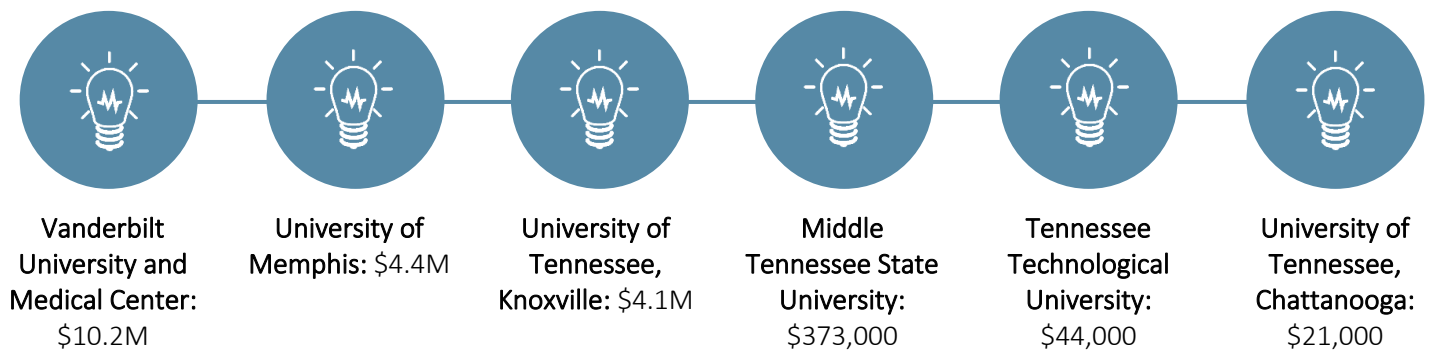 Vanderbilt
University and
Medical Center:
$10.2M
University of
Memphis: $4.4M
University of
Tennessee,
Knoxville: $4.1M
Middle
Tennessee State
University:
$373,000
Tennessee
Technological
University:
$44,000
University of
Tennessee,
Chattanooga:
$21,000